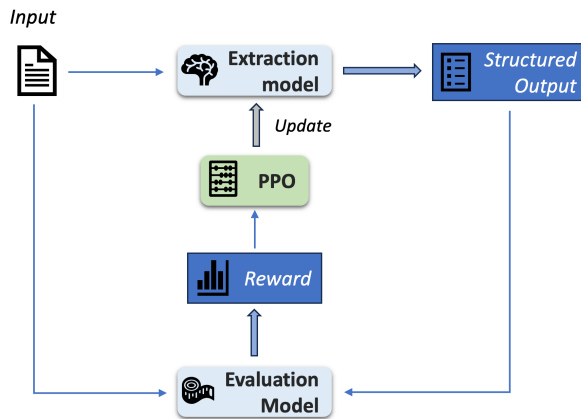 Input
Extraction
model
Structured
Output
Update
PPO
Reward
Evaluation
Model